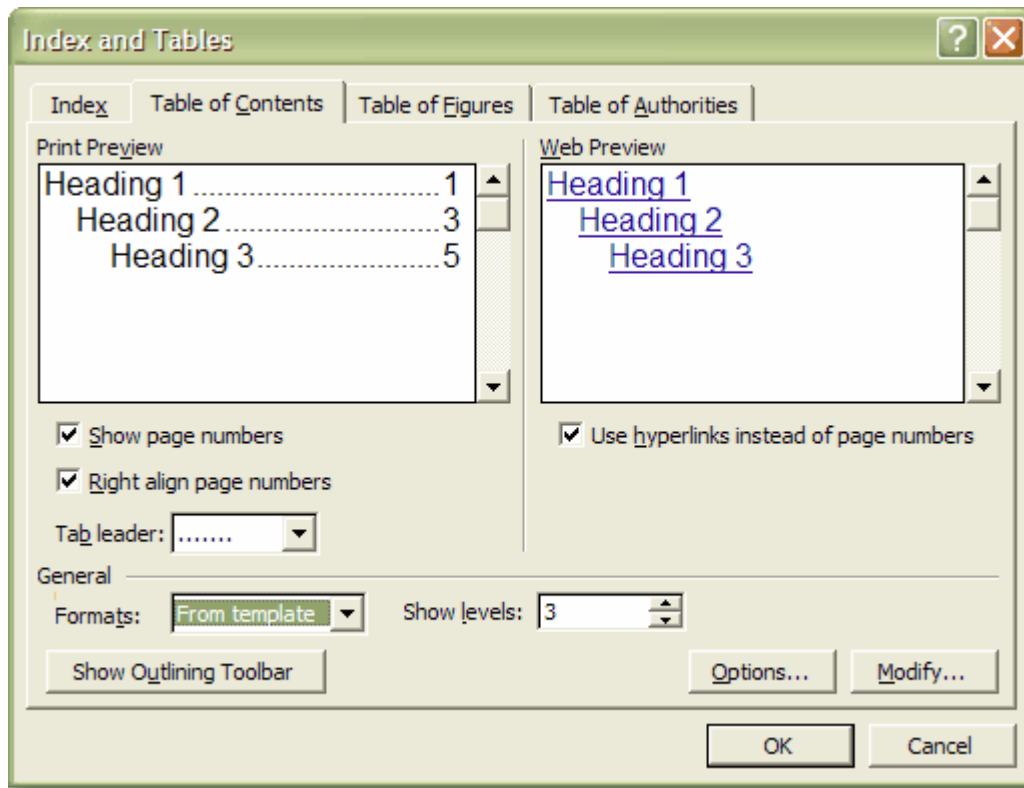 Index and Tables
Index Table of Contents Table of Figures Table of Authorities
Print Preview
Heading 1..........................1
Heading 2.......................3
Heading 3...................5
Web Preview
Heading 1
Heading 2
Heading 3
Show page numbers
Right align page numbers
Tab leader: .......
Use hyperlinks instead of page numbers
General
Formats: From template Show levels: 3
Show Outlining Toolbar Options... Modify...
OK Cancel